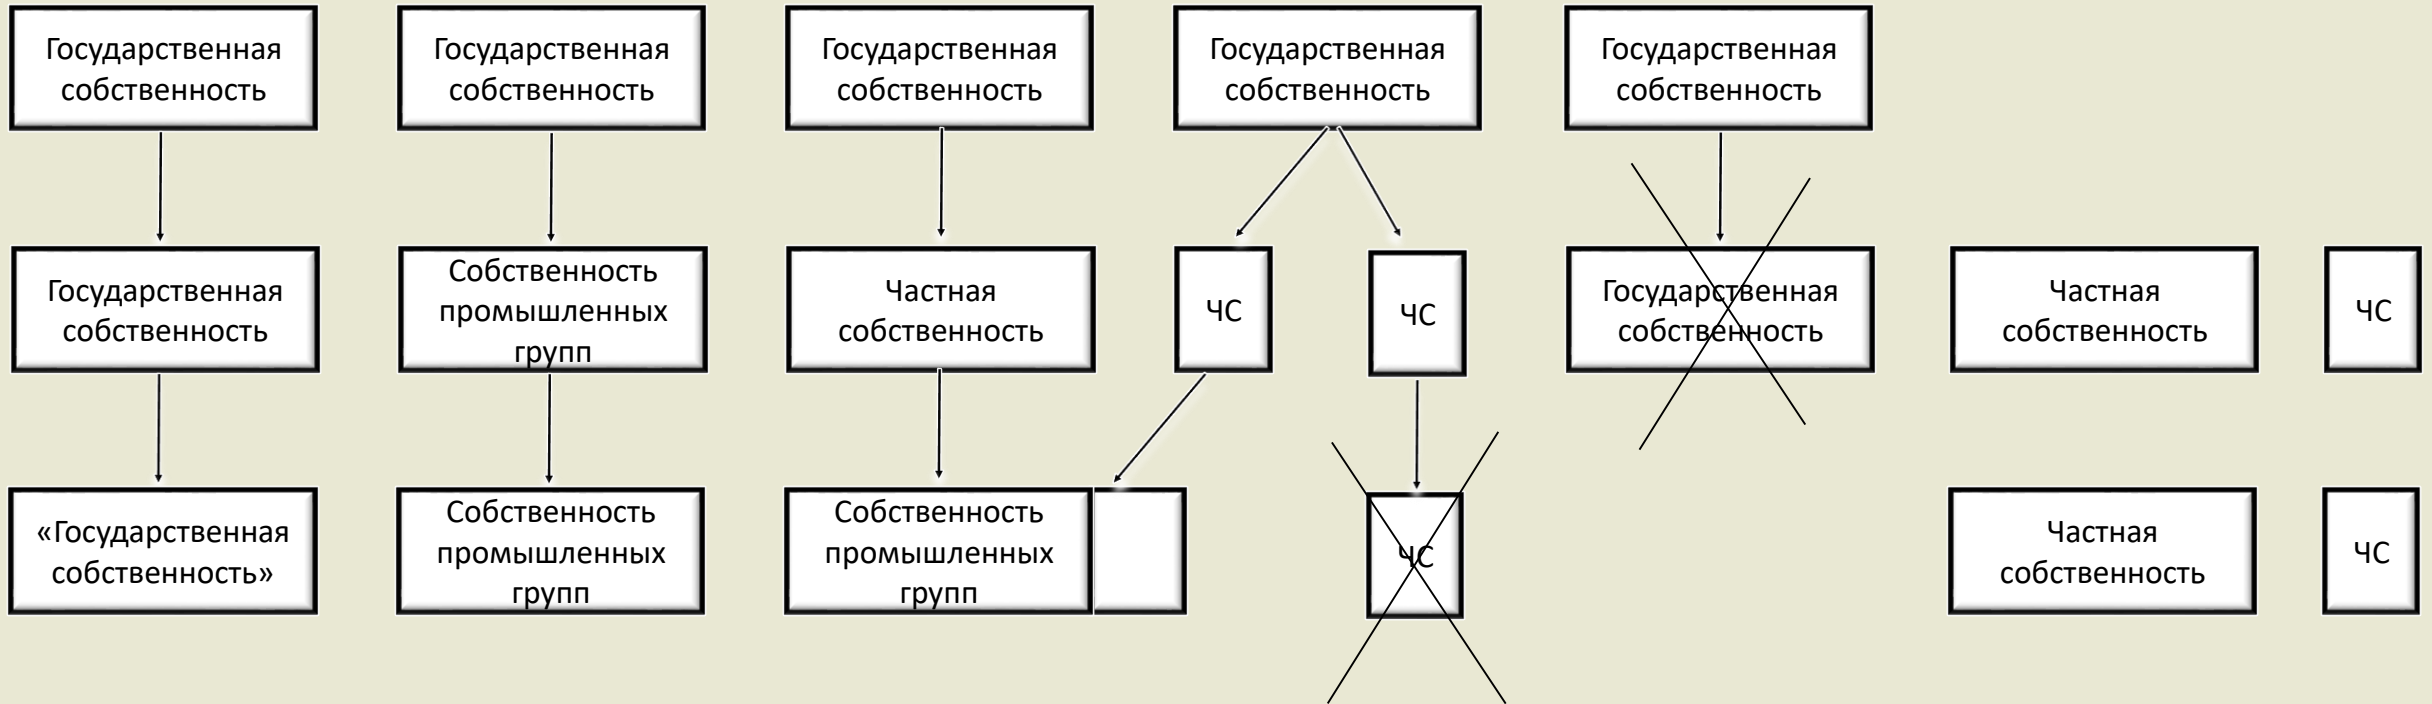 Государственная
собственность
Государственная
собственность
Государственная
собственность
Государственная
собственность
Государственная
собственность
Государственная
собственность
Собственность
промышленных
групп
Частная
собственность
ЧС
ЧС
Государственная
собственность
Частная
собственность
ЧС
«Государственная
собственность»
Собственность
промышленных
групп
Собственность
промышленных
групп
ЧС
Частная
собственность
ЧС